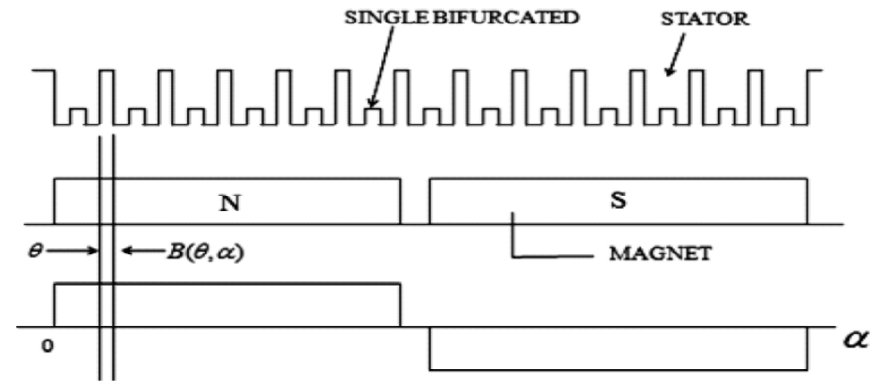 SINGLE BIFURCATED
STATOR
N
S
θ
B(θ,α)
MAGNET
0
α